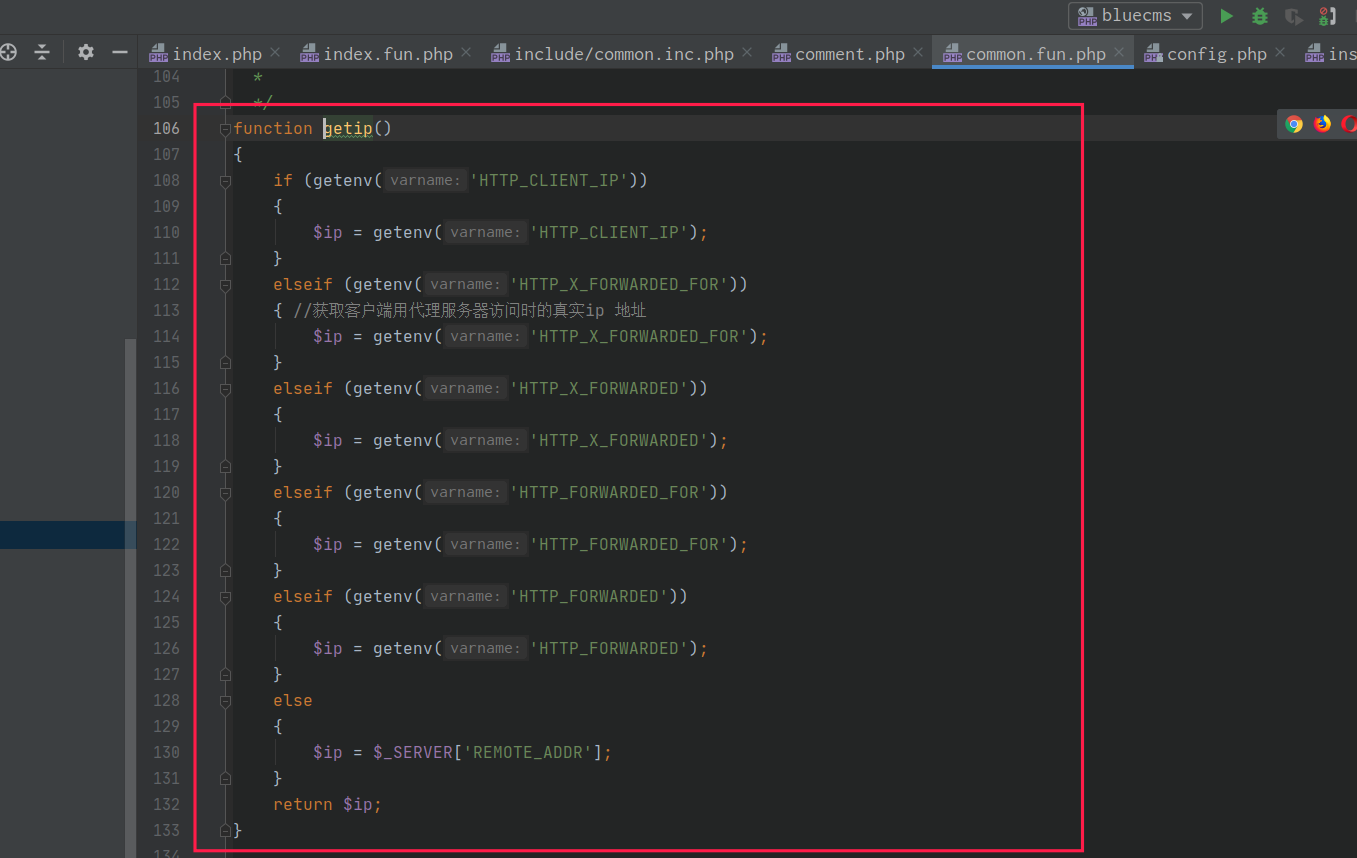 bluecms
index.php index.fun.php include/common.inc.php comment.php common.fun.php config.php ins
104 *
105 */
106 function getip()
107 {
108 if (getenv( varname: 'HTTP_CLIENT_IP'))
109 {
110 $ip = getenv( varname: 'HTTP_CLIENT_IP');
111 }
112 elseif (getenv( varname: 'HTTP_X_FORWARDED_FOR'))
113 { //获取客户端用代理服务器访问时的真实ip 地址
114 $ip = getenv( varname: 'HTTP_X_FORWARDED_FOR');
115 }
116 elseif (getenv( varname: 'HTTP_X_FORWARDED'))
117 {
118 $ip = getenv( varname: 'HTTP_X_FORWARDED');
119 }
120 elseif (getenv( varname: 'HTTP_FORWARDED_FOR'))
121 {
122 $ip = getenv( varname: 'HTTP_FORWARDED_FOR');
123 }
124 elseif (getenv( varname: 'HTTP_FORWARDED'))
125 {
126 $ip = getenv( varname: 'HTTP_FORWARDED');
127 }
128 else
129 {
130 $ip = $_SERVER['REMOTE_ADDR'];
131 }
132 return $ip;
133 }
134